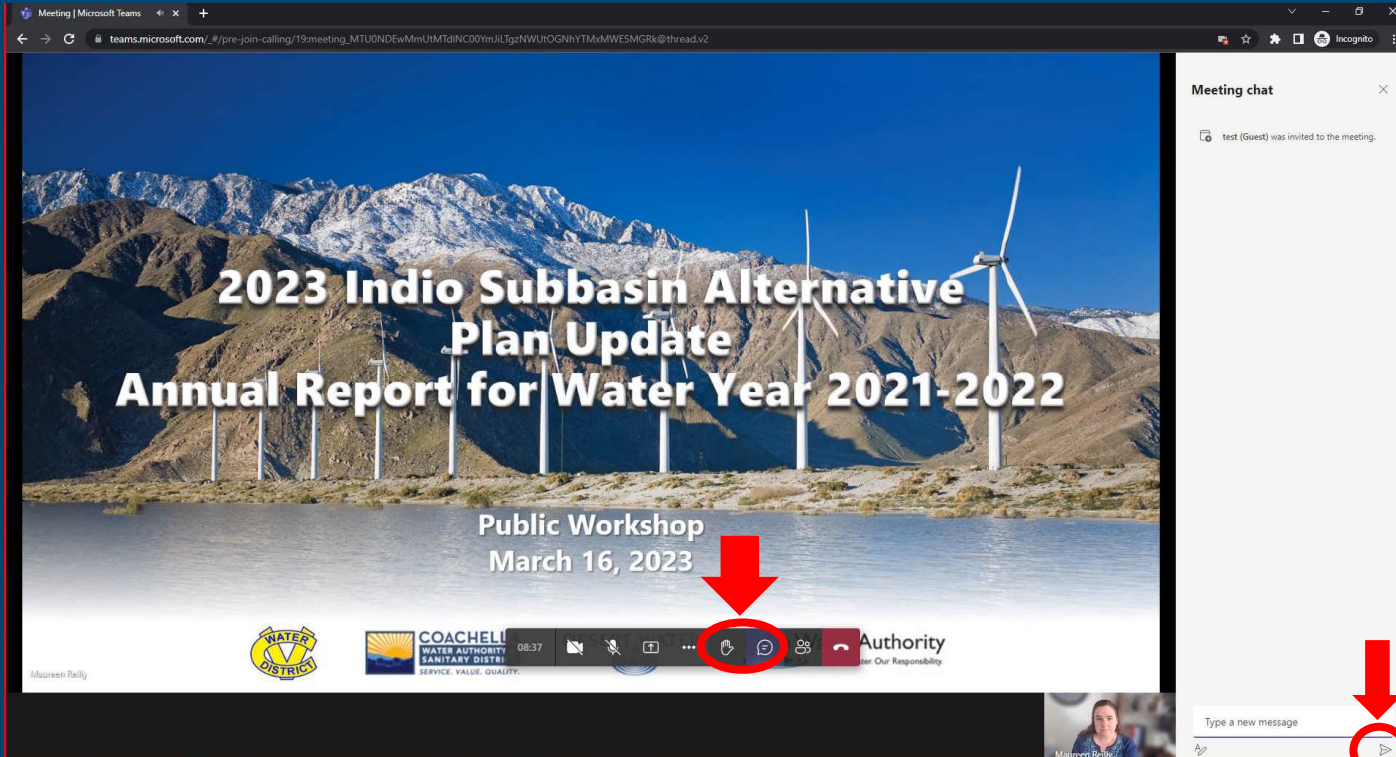 Meeting | Microsoft Teams
teams.microsoft.com/_#/pre-join-calling/19:meeting_MTU0NDEwMmUtMTdlNC00YmJiLTgzNWUtOGNhYTMxMWE5MGRk@thread.v2
Incognito
2023 Indio Subbasin Alternative
Plan Update
Annual Report for Water Year 2021-2022
Public Workshop
March 16, 2023
WATER
DISTRICT
COACHELL
WATER AUTHORITY
SANITARY DISTRI
SERVICE. VALUE. QUALITY.
08:37
Authority
Our Responsibility.
Maureen Reilly
Maureen Reilly
Meeting chat
test (Guest) was invited to the meeting.
Type a new message